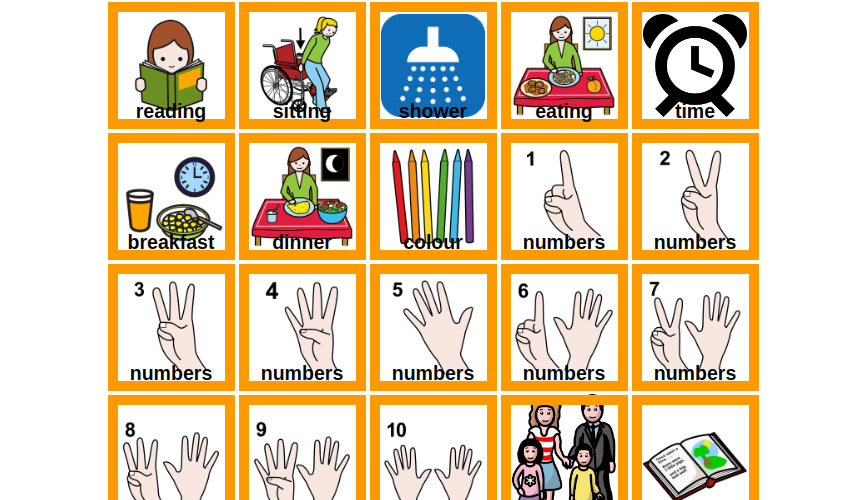 reading
sitting
shower
eating
time
breakfast
dinner
colour
1
numbers
2
numbers
3
numbers
4
numbers
5
numbers
6
numbers
7
numbers
8
9
10